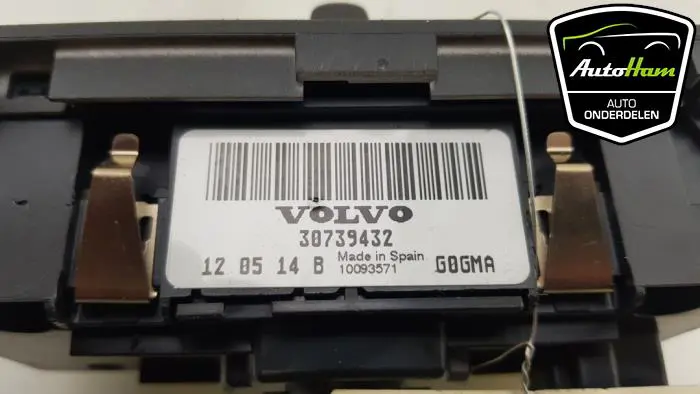 AutoHam
AUTO
ONDERDELEN
VOLVO
30739432
12 05 14 B
Made in Spain
10093571
G0GMA